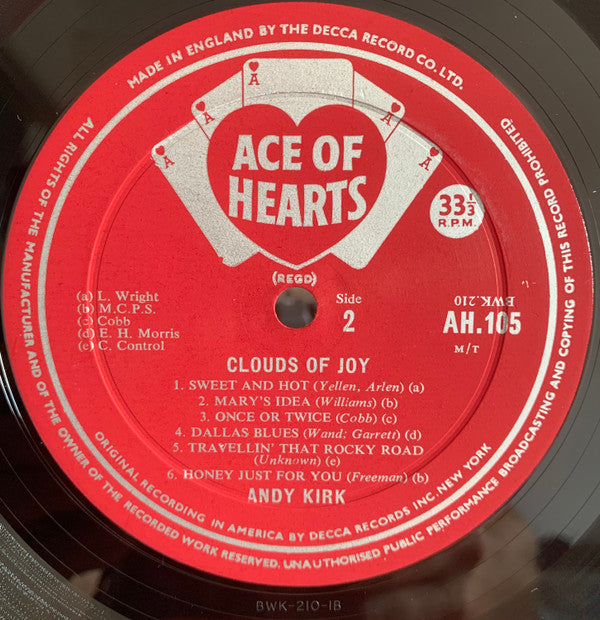 MADE IN ENGLAND BY THE DECCA RECORD CO. LTD.
ALL RIGHTS OF THE MANUFACTURER AND OF THE OWNER OF THE RECORDED WORK RESERVED. UNAUTHORISED PUBLIC PERFORMANCE BROADCASTING AND COPYING OF THIS RECORD PROHIBITED
A
A
A
A
A
ACE OF
HEARTS
33 1/3
R.P.M.
(REGD)
(a) L. Wright
(b) M.C.P.S.
(c) Cobb
(d) E. H. Morris
(e) C. Control
Side
2
BWK.210
AH.105
M/T
CLOUDS OF JOY
1. SWEET AND HOT (Yellen, Arlen) (a)
2. MARY'S IDEA (Williams) (b)
3. ONCE OR TWICE (Cobb) (c)
4. DALLAS BLUES (Wand: Garrett) (d)
5. TRAVELLIN' THAT ROCKY ROAD
(Unknown) (e)
6. HONEY JUST FOR YOU (Freeman) (b)
ANDY KIRK
ORIGINAL RECORDING IN AMERICA BY DECCA RECORDS INC. NEW YORK
BWK-210-1B